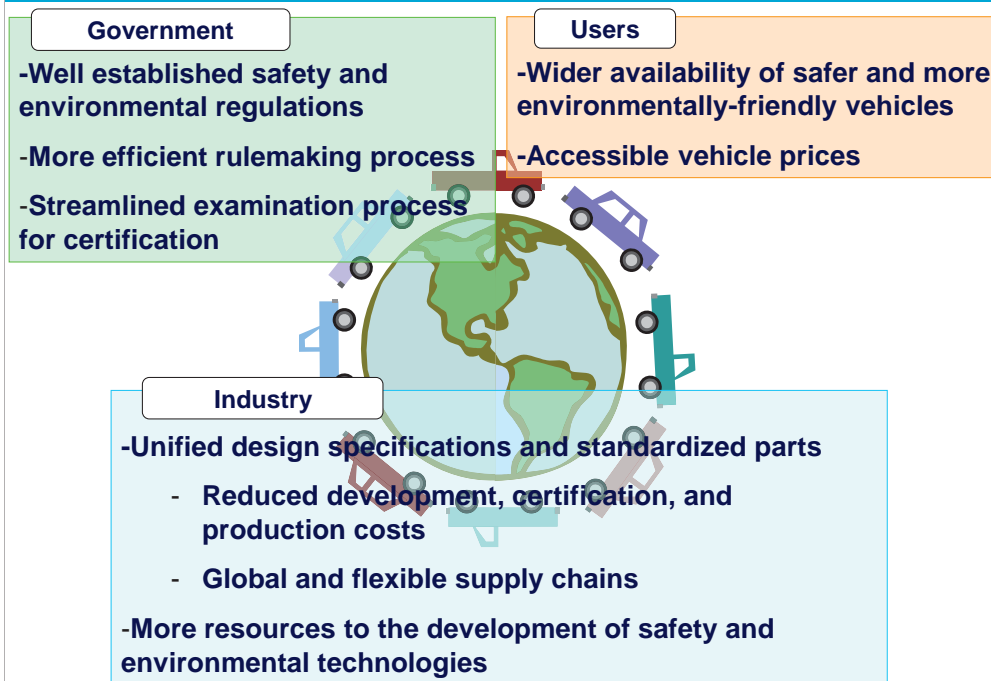 Government
-Well established safety and
environmental regulations
-More efficient rulemaking process
-Streamlined examination process
for certification
Users
-Wider availability of safer and more
environmentally-friendly vehicles
-Accessible vehicle prices
Industry
-Unified design specifications and standardized parts
- Reduced development, certification, and
production costs
- Global and flexible supply chains
-More resources to the development of safety and
environmental technologies